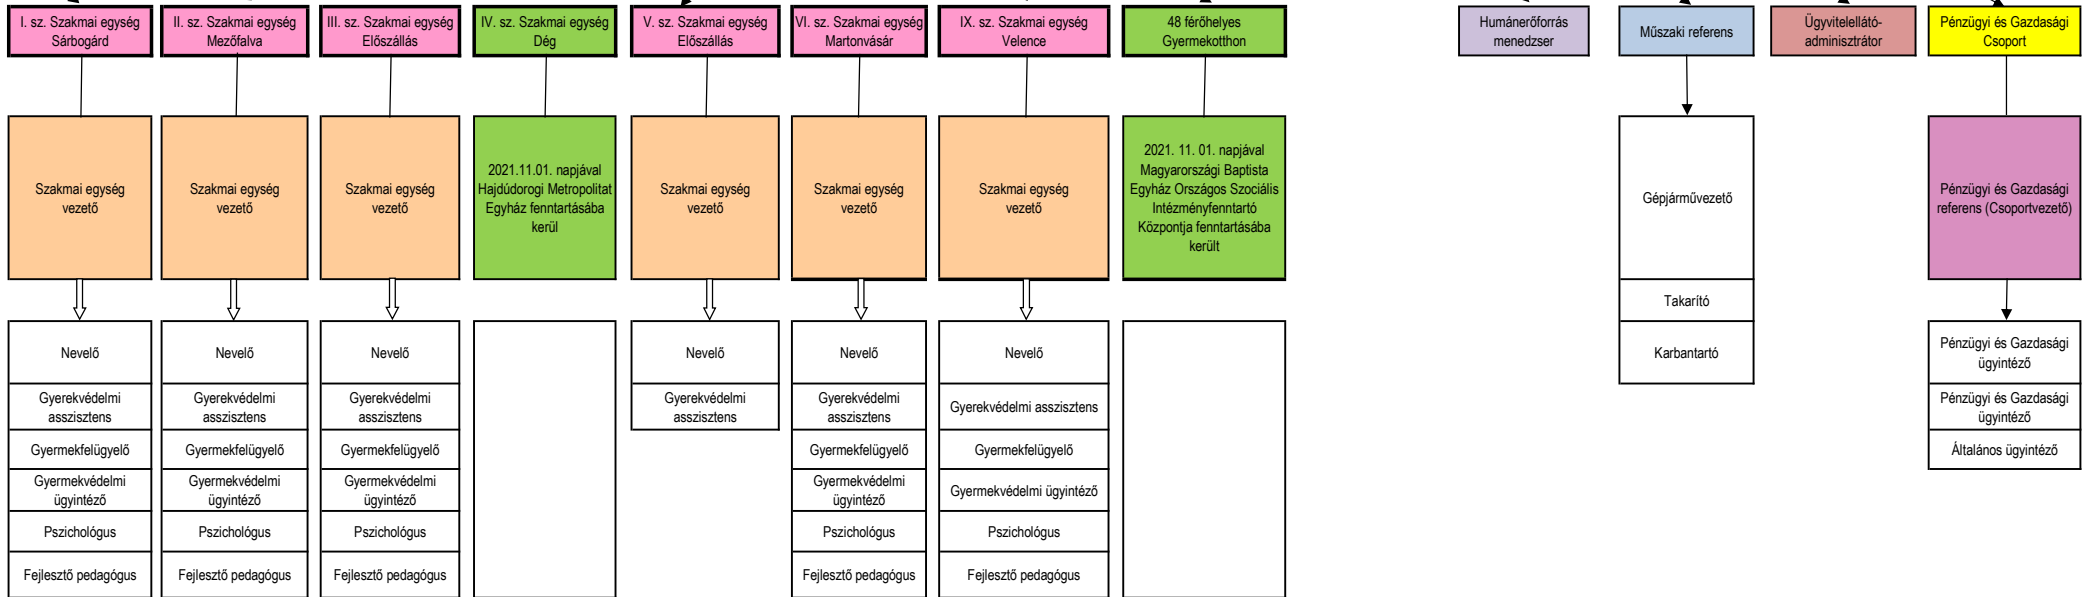 I. sz. Szakmai egység
Sárbogárd
II. sz. Szakmai egység
Mezőfalva
III. sz. Szakmai egység
Előszállás
IV. sz. Szakmai egység
Dég
V. sz. Szakmai egység
Előszállás
VI. sz. Szakmai egység
Martonvásár
IX. sz. Szakmai egység
Velence
48 férőhelyes
Gyermekotthon
Humánerőforrás
menedzser
Műszaki referens
Ügyvitelellátó-
adminisztrátor
Pénzügyi és Gazdasági
Csoport
Szakmai egység
vezető
Szakmai egység
vezető
Szakmai egység
vezető
2021.11.01. napjával
Hajdúdorogi Metropolitat
Egyház fenntartásába
kerül
Szakmai egység
vezető
Szakmai egység
vezető
Szakmai egység
vezető
2021. 11. 01. napjával
Magyarországi Baptista
Egyház Országos Szociális
Intézményfenntartó
Központja fenntartásába
került
Gépjárművezető
Pénzügyi és Gazdasági
referens (Csoportvezető)
Takarító
Nevelő
Nevelő
Nevelő
Nevelő
Nevelő
Nevelő
Karbantartó
Pénzügyi és Gazdasági
ügyintéző
Gyerekvédelmi
asszisztens
Gyerekvédelmi
asszisztens
Gyerekvédelmi
asszisztens
Gyerekvédelmi
asszisztens
Gyerekvédelmi
asszisztens
Gyerekvédelmi asszisztens
Pénzügyi és Gazdasági
ügyintéző
Gyermekfelügyelő
Gyermekfelügyelő
Gyermekfelügyelő
Gyermekfelügyelő
Gyermekfelügyelő
Általános ügyintéző
Gyermekvédelmi
ügyintéző
Gyermekvédelmi
ügyintéző
Gyermekvédelmi
ügyintéző
Gyermekvédelmi
ügyintéző
Gyermekvédelmi ügyintéző
Pszichológus
Pszichológus
Pszichológus
Pszichológus
Pszichológus
Fejlesztő pedagógus
Fejlesztő pedagógus
Fejlesztő pedagógus
Fejlesztő pedagógus
Fejlesztő pedagógus